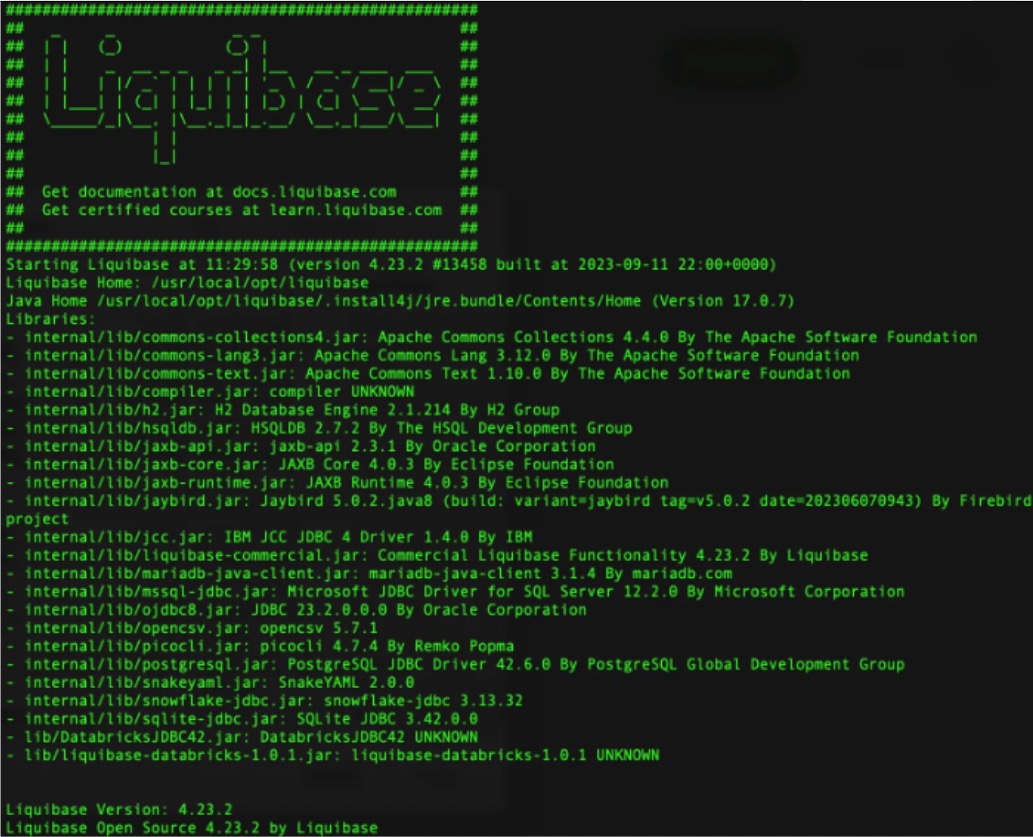 ####################################################
##                                                ##
##                   Liquibase                    ##
##                                                ##
##  Get documentation at docs.liquibase.com       ##
##  Get certified courses at learn.liquibase.com  ##
##                                                ##
####################################################
Starting Liquibase at 11:29:58 (version 4.23.2 #13458 built at 2023-09-11 22:00+0000)
Liquibase Home: /usr/local/opt/liquibase
Java Home /usr/local/opt/liquibase/.install4j/jre.bundle/Contents/Home (Version 17.0.7)
Libraries:
- internal/lib/commons-collections4.jar: Apache Commons Collections 4.4.0 By The Apache Software Foundation
- internal/lib/commons-lang3.jar: Apache Commons Lang 3.12.0 By The Apache Software Foundation
- internal/lib/commons-text.jar: Apache Commons Text 1.10.0 By The Apache Software Foundation
- internal/lib/compiler.jar: compiler UNKNOWN
- internal/lib/h2.jar: H2 Database Engine 2.1.214 By H2 Group
- internal/lib/hsqldb.jar: HSQLDB 2.7.2 By The HSQL Development Group
- internal/lib/jaxb-api.jar: jaxb-api 2.3.1 By Oracle Corporation
- internal/lib/jaxb-core.jar: JAXB Core 4.0.3 By Eclipse Foundation
- internal/lib/jaxb-runtime.jar: JAXB Runtime 4.0.3 By Eclipse Foundation
- internal/lib/jaybird.jar: Jaybird 5.0.2.java8 (build: variant=jaybird tag=v5.0.2 date=202306070943) By Firebird
project
- internal/lib/jcc.jar: IBM JCC JDBC 4 Driver 1.4.0 By IBM
- internal/lib/liquibase-commercial.jar: Commercial Liquibase Functionality 4.23.2 By Liquibase
- internal/lib/mariadb-java-client.jar: mariadb-java-client 3.1.4 By mariadb.com
- internal/lib/mssql-jdbc.jar: Microsoft JDBC Driver for SQL Server 12.2.0 By Microsoft Corporation
- internal/lib/ojdbc8.jar: JDBC 23.2.0.0.0 By Oracle Corporation
- internal/lib/opencsv.jar: opencsv 5.7.1
- internal/lib/picocli.jar: picocli 4.7.4 By Remko Popma
- internal/lib/postgresql.jar: PostgreSQL JDBC Driver 42.6.0 By PostgreSQL Global Development Group
- internal/lib/snakeyaml.jar: SnakeYAML 2.0.0
- internal/lib/snowflake-jdbc.jar: snowflake-jdbc 3.13.32
- internal/lib/sqlite-jdbc.jar: SQLite JDBC 3.42.0.0
- lib/DatabricksJDBC42.jar: DatabricksJDBC42 UNKNOWN
- lib/liquibase-databricks-1.0.1.jar: liquibase-databricks-1.0.1 UNKNOWN
Liquibase Version: 4.23.2
Liquibase Open Source 4.23.2 by Liquibase